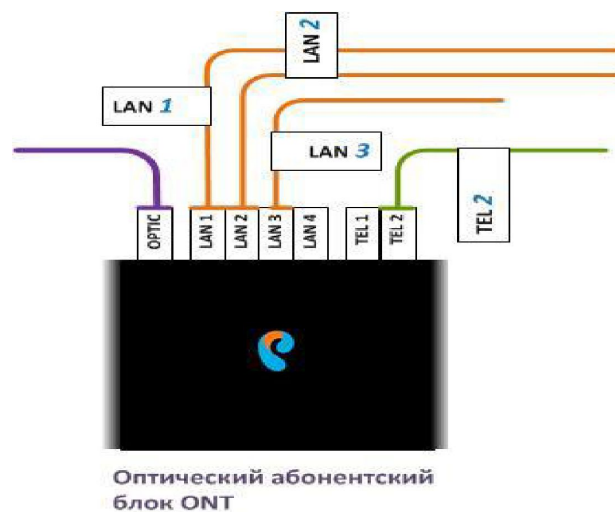 LAN 2
LAN 1
LAN 3
TEL 2
OPTIC
LAN 1
LAN 2
LAN 3
LAN 4
TEL 1
TEL 2
Оптический абонентский
блок ONT